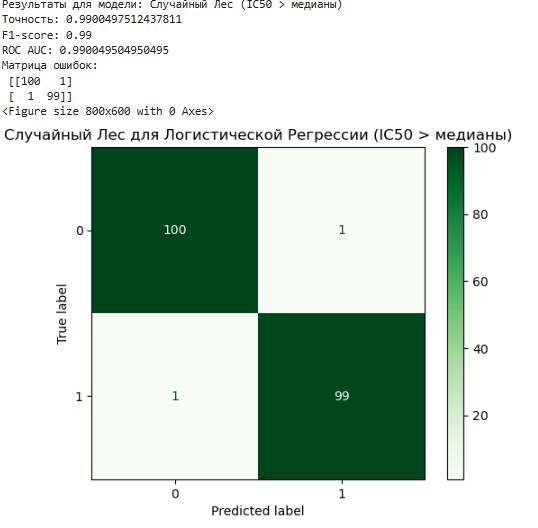 Результаты для модели: Случайный Лес (IC50 > медианы)
Точность: 0.9900497512437811
F1-score: 0.99
ROC AUC: 0.990049504950495
Матрица ошибок:
[[100   1]
[  1  99]]
<Figure size 800x600 with 0 Axes>
Случайный Лес для Логистической Регрессии (IC50 > медианы)
100
80
60
40
20
0
1
100
1
1
99
0
1
True label
Predicted label